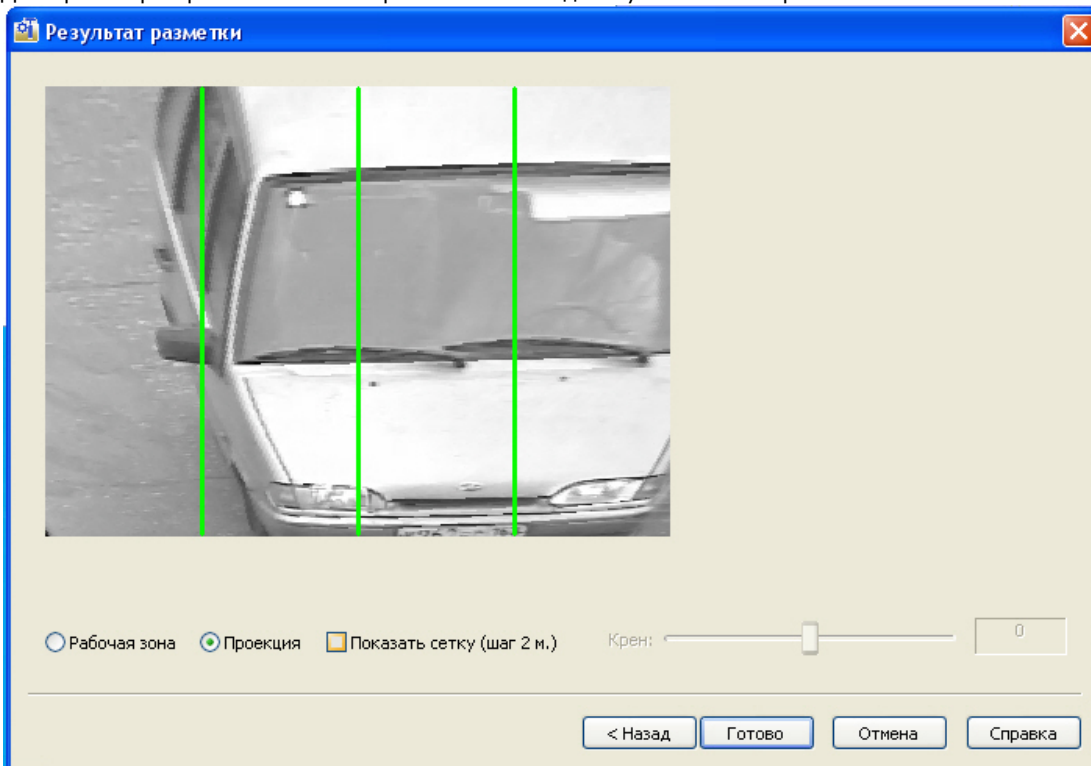 Результат разметки
Рабочая зона Проекция Показать сетку (шаг 2 м.) Крен: 0
< Назад Готово Отмена Справка